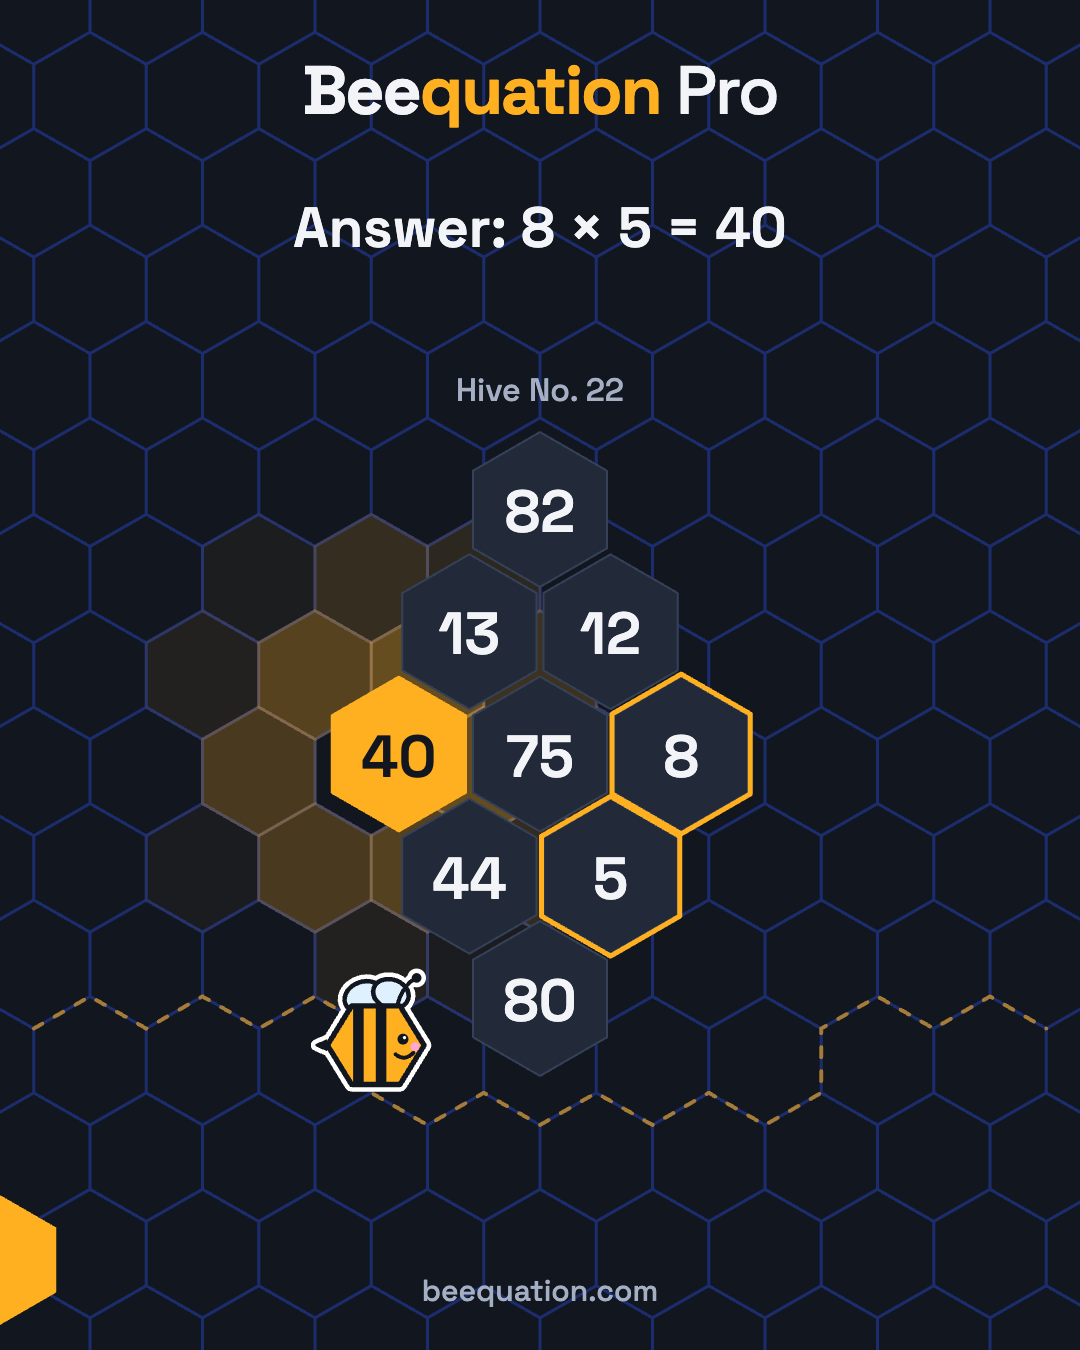 Beequation Pro
Answer: 8 × 5 = 40
Hive No. 22
82
13 12
40 75 8
44 5
80
beequation.com